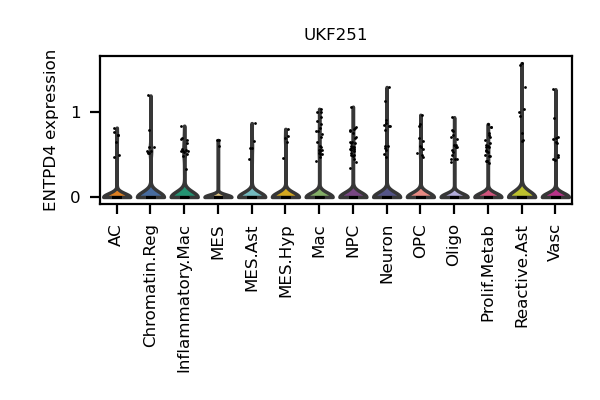 UKF251
ENTPD4 expression
1
0
AC
Chromatin.Reg
Inflammatory.Mac
MES
MES.Ast
MES.Hyp
Mac
NPC
Neuron
OPC
Oligo
Prolif.Metab
Reactive.Ast
Vasc